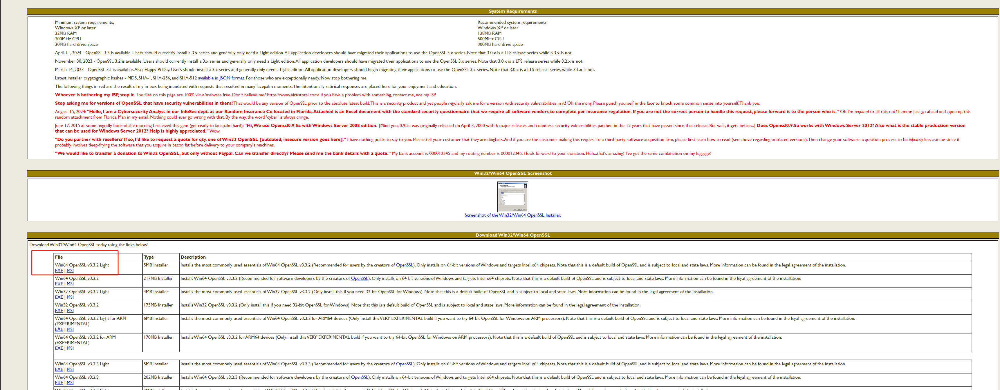 System Requirements
Minimum system requirements:
Windows XP or later
32MB RAM
200MHz CPU
30MB hard drive space
Recommended system requirements:
Windows XP or later
128MB RAM
500MHz CPU
300MB hard drive space
April 11, 2024 - OpenSSL 3.3 is available. Users should currently install a 3.x series and generally only need a Light edition. All application developers should have migrated their applications to use the OpenSSL 3.x series. Note that 3.0.x is a LTS release series while 3.3.x is not.
November 30, 2023 - OpenSSL 3.2 is available. Users should currently install a 3.x series and generally only need a Light edition. All application developers should have migrated their applications to use the OpenSSL 3.x series. Note that 3.0.x is a LTS release series while 3.2.x is not.
March 14, 2023 - OpenSSL 3.1 is available. Also, Happy Pi Day. Users should install a 3.x series and generally only need a Light edition. All application developers should begin migrating their applications to use the OpenSSL 3.x series. Note that 3.0.x is a LTS release series while 3.1.x is not.
Latest installer cryptographic hashes - MD5, SHA-1, SHA-256, and SHA-512 available in JSON format. For those who are exceptionally needy. Now stop bothering me.
The following things in red are the result of my in-box being inundated with requests that resulted in many facepalm moments. The intentionally satirical responses are placed here for your enjoyment and education.
Whoever is bothering my ISP, stop it. The files on this page are 100% virus/malware free. Don't believe me? https://www.virustotal.com/ If you have a problem with something, contact me, not my ISP.
Stop asking me for versions of OpenSSL that have security vulnerabilities in them! That would be any version of OpenSSL prior to the absolute latest build. This is a security product and yet people regularly ask me for a version with security vulnerabilities in it! Oh the irony. Please punch yourself in the face to knock some common sense into yourself. Thank you.
August 15, 2024: "Hello, I am a Cybersecurity Analyst in our InfoSec dept. at our Random Insurance Co located in Florida. Attached is an Excel document with the standard security questionnaire that we require all software vendors to complete per insurance regulation. If you are not the correct person to handle this request, please forward it to the person who is." Oh I'm required to fill this out? Lemme just go ahead and open up this
random attachment from Florida Man in my email. Nothing could ever go wrong with that. By the way, the word 'cyber' is always cringe.
June 17, 2015 at some ungodly hour of the morning I received this gem (get ready to facepalm hard): "Hi, We use Openssl0.9.5a with Windows Server 2008 edition. [Mind you, 0.9.5a was originally released on April 3, 2000 with 6 major releases and countless security vulnerabilities patched in the 15 years that have passed since that release. But wait, it gets better...] Does Openssl0.9.5a works with Windows Server 2012? Also what is the stable production version
that can be used for Windows Server 2012? Help is highly appreciated." Wow.
"Do you partner with resellers? If so, I'd like to request a quote for qty. one of Win32 OpenSSL [outdated, insecure version goes here]." I have nothing polite to say to you. Please tell your customer that they are dingbats. And if you are the customer making this request to a third-party software acquisition firm, please first learn how to read (see above regarding outdated versions). Then change your software acquisition process to be infinitely less asinine since it
probably involves deep-frying the software that you acquire in bacon fat before delivery to your company's machines.
"We would like to transfer a donation to Win32 OpenSSL, but only without Paypal. Can we transfer directly? Please send me the bank details with a quote." My bank account is 000012345 and my routing number is 000012345. I look forward to your donation. Huh...that's amazing! I've got the same combination on my luggage!
Win32/Win64 OpenSSL Screenshot
Screenshot of the Win32/Win64 OpenSSL Installer.
Download Win32/Win64 OpenSSL
Download Win32/Win64 OpenSSL today using the links below!
File Type Description
Win64 OpenSSL v3.3.2 Light
EXE | MSI
5MB Installer
Installs the most commonly used essentials of Win64 OpenSSL v3.3.2 (Recommended for users by the creators of OpenSSL). Only installs on 64-bit versions of Windows and targets Intel x64 chipsets. Note that this is a default build of OpenSSL and is subject to local and state laws. More information can be found in the legal agreement of the installation.
Win64 OpenSSL v3.3.2
EXE | MSI
217MB Installer
Installs Win64 OpenSSL v3.3.2 (Recommended for software developers by the creators of OpenSSL). Only installs on 64-bit versions of Windows and targets Intel x64 chipsets. Note that this is a default build of OpenSSL and is subject to local and state laws. More information can be found in the legal agreement of the installation.
Win32 OpenSSL v3.3.2 Light
EXE | MSI
4MB Installer
Installs the most commonly used essentials of Win32 OpenSSL v3.3.2 (Only install this if you need 32-bit OpenSSL for Windows). Note that this is a default build of OpenSSL and is subject to local and state laws. More information can be found in the legal agreement of the installation.
Win32 OpenSSL v3.3.2
EXE | MSI
175MB Installer
Installs Win32 OpenSSL v3.3.2 (Only install this if you need 32-bit OpenSSL for Windows). Note that this is a default build of OpenSSL and is subject to local and state laws. More information can be found in the legal agreement of the installation.
Win64 OpenSSL v3.3.2 Light for ARM
(EXPERIMENTAL)
EXE | MSI
6MB Installer
Installs the most commonly used essentials of Win64 OpenSSL v3.3.2 for ARM64 devices (Only install this VERY EXPERIMENTAL build if you want to try 64-bit OpenSSL for Windows on ARM processors). Note that this is a default build of OpenSSL and is subject to local and state laws. More information can be found in the legal agreement of the installation.
Win64 OpenSSL v3.3.2 for ARM
(EXPERIMENTAL)
EXE | MSI
170MB Installer
Installs Win64 OpenSSL v3.3.2 for ARM64 devices (Only install this VERY EXPERIMENTAL build if you want to try 64-bit OpenSSL for Windows on ARM processors). Note that this is a default build of OpenSSL and is subject to local and state laws. More information can be found in the legal agreement of the installation.
Win64 OpenSSL v3.2.3 Light
EXE | MSI
5MB Installer
Installs the most commonly used essentials of Win64 OpenSSL v3.2.3 (Recommended for users by the creators of OpenSSL). Only installs on 64-bit versions of Windows and targets Intel x64 chipsets. Note that this is a default build of OpenSSL and is subject to local and state laws. More information can be found in the legal agreement of the installation.
Win64 OpenSSL v3.2.3
EXE | MSI
202MB Installer
Installs Win64 OpenSSL v3.2.3 (Recommended for software developers by the creators of OpenSSL). Only installs on 64-bit versions of Windows and targets Intel x64 chipsets. Note that this is a default build of OpenSSL and is subject to local and state laws. More information can be found in the legal agreement of the installation.